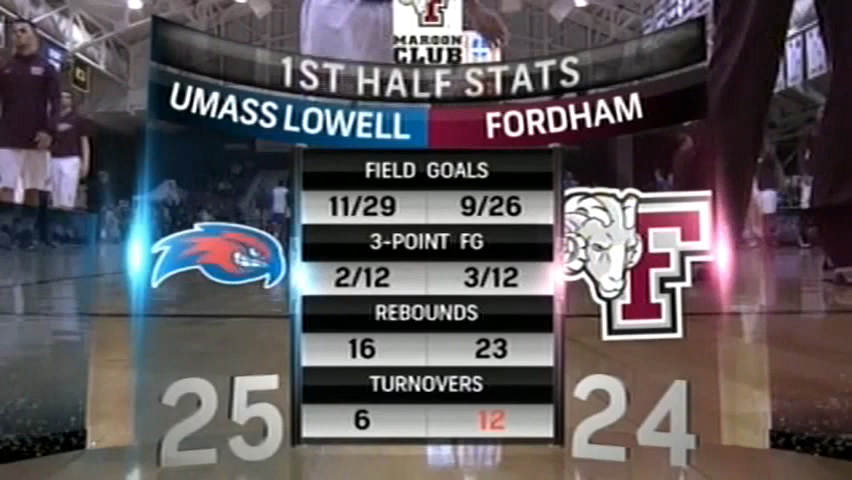 MAROON
CLUB
1ST HALF STATS
UMASS LOWELL FORDHAM
FIELD GOALS
11/29 9/26
3-POINT FG
2/12 3/12
F
REBOUNDS
16 23
TURNOVERS
25 6 12 24